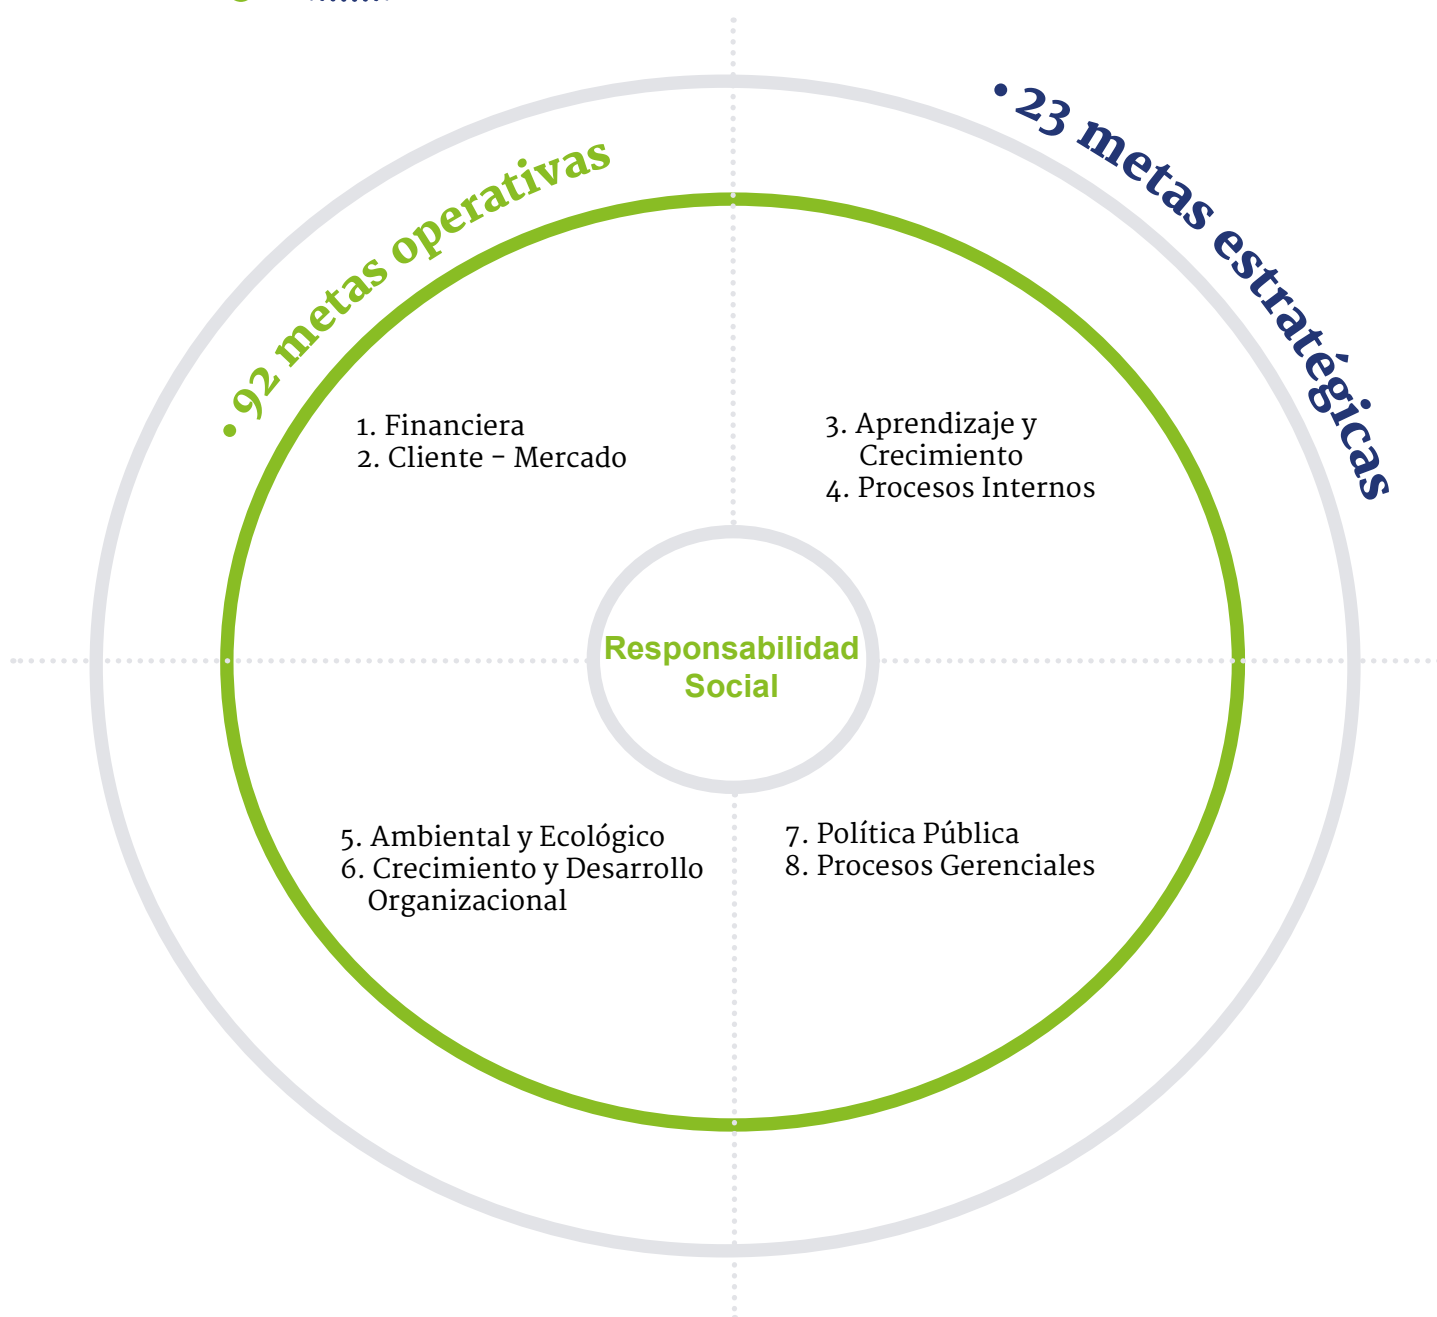 • 23 metas estratégicas
• 92 metas operativas
1. Financiera
2. Cliente - Mercado
3. Aprendizaje y
Crecimiento
4. Procesos Internos
Responsabilidad
Social
5. Ambiental y Ecológico
6. Crecimiento y Desarrollo
Organizacional
7. Política Pública
8. Procesos Gerenciales